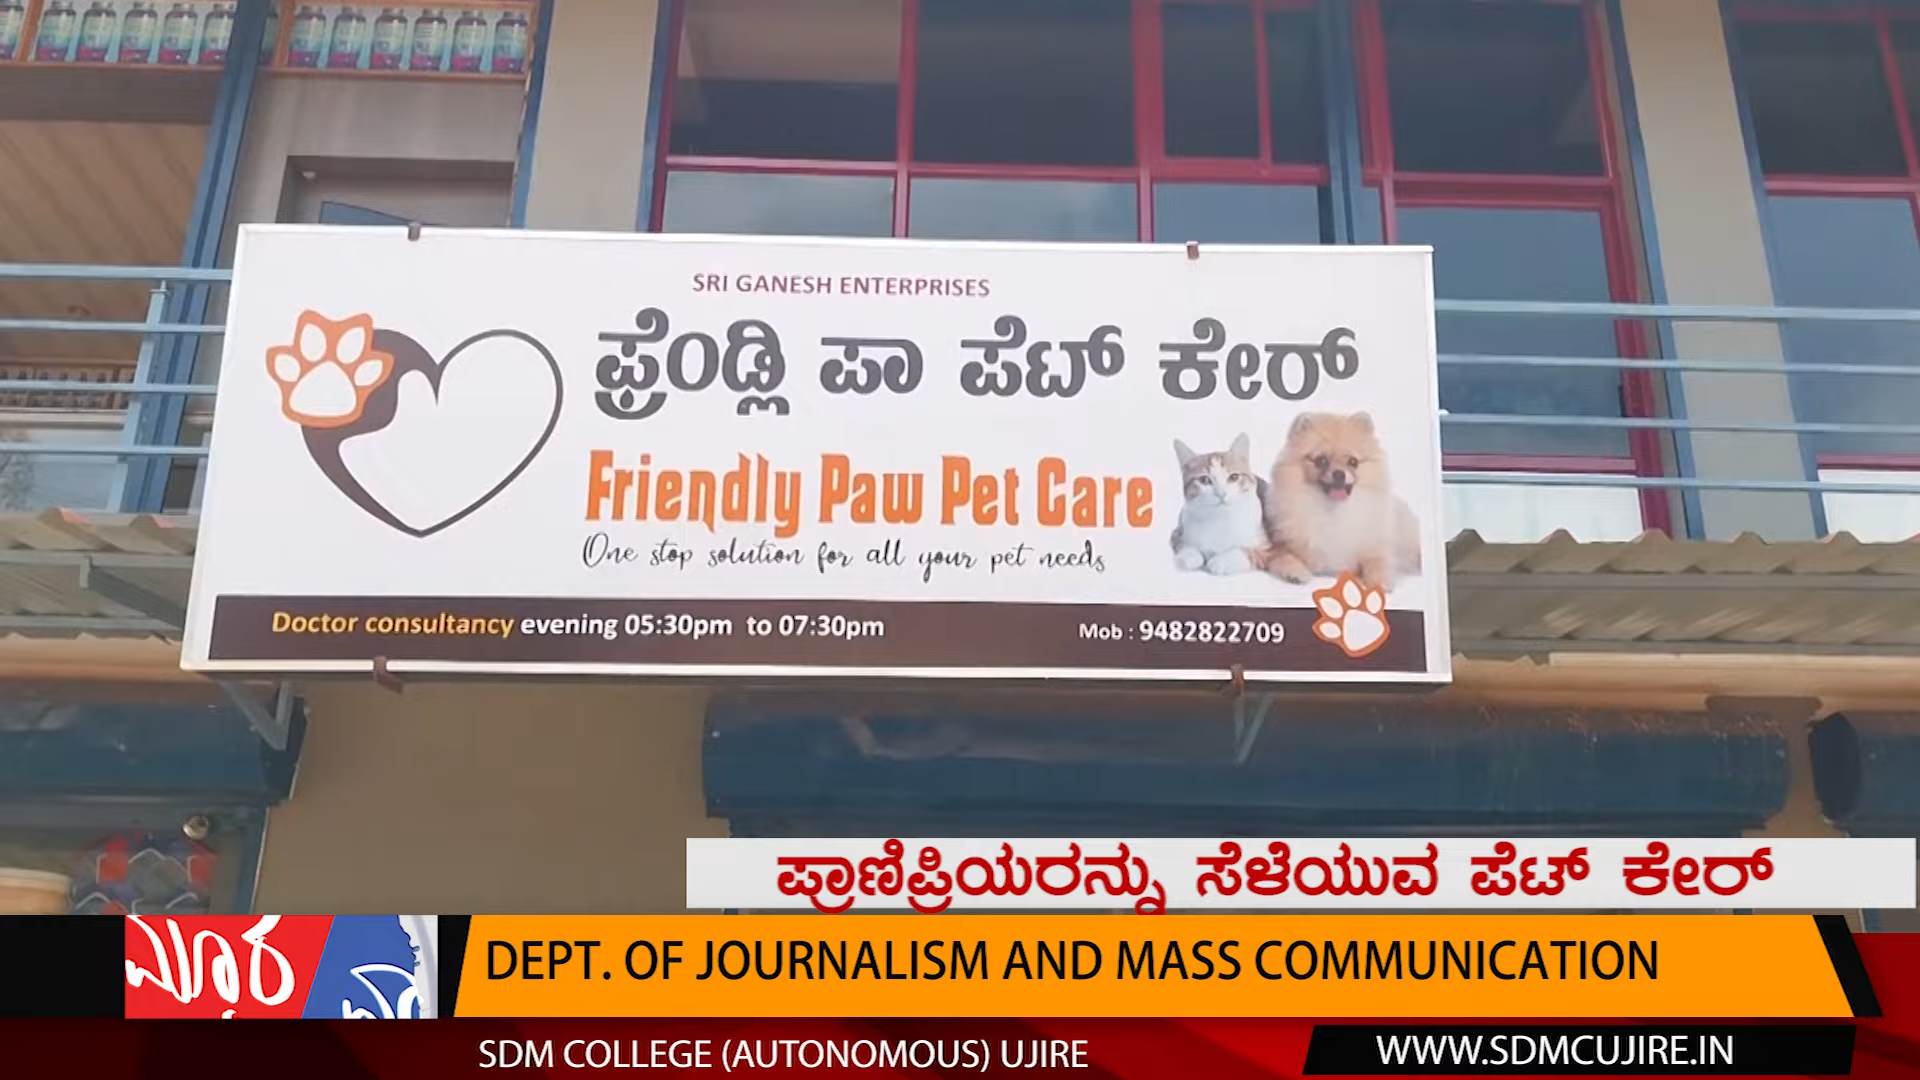 SRI GANESH ENTERPRISES
ಫ್ರೆಂಡ್ಲಿ ಪಾ ಪೆಟ್ ಕೇರ್
Friendly Paw Pet Care
One stop solution for all your pet needs
Doctor consultancy evening 05:30pm to 07:30pm
Mob : 9482822709
ಪ್ರಾಣಿಪ್ರಿಯರನ್ನು ಸೆಳೆಯುವ ಪೆಟ್ ಕೇರ್
DEPT. OF JOURNALISM AND MASS COMMUNICATION
SDM COLLEGE (AUTONOMOUS) UJIRE
WWW.SDMCUJIRE.IN